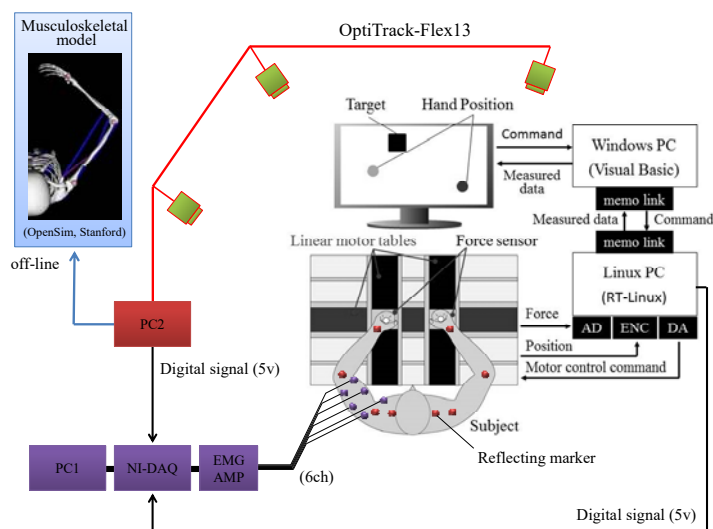 Musculoskeletal
model
(OpenSim, Stanford)
OptiTrack-Flex13
Target
Hand Position
Command
Measured
data
Windows PC
(Visual Basic)
memo link
Measured data
Command
memo link
Linux PC
(RT-Linux)
AD
ENC
DA
Linear motor tables
Force sensor
Force
Position
Motor control command
off-line
PC2
Digital signal (5v)
Subject
Reflecting marker
PC1
NI-DAQ
EMG
AMP
(6ch)
Digital signal (5v)